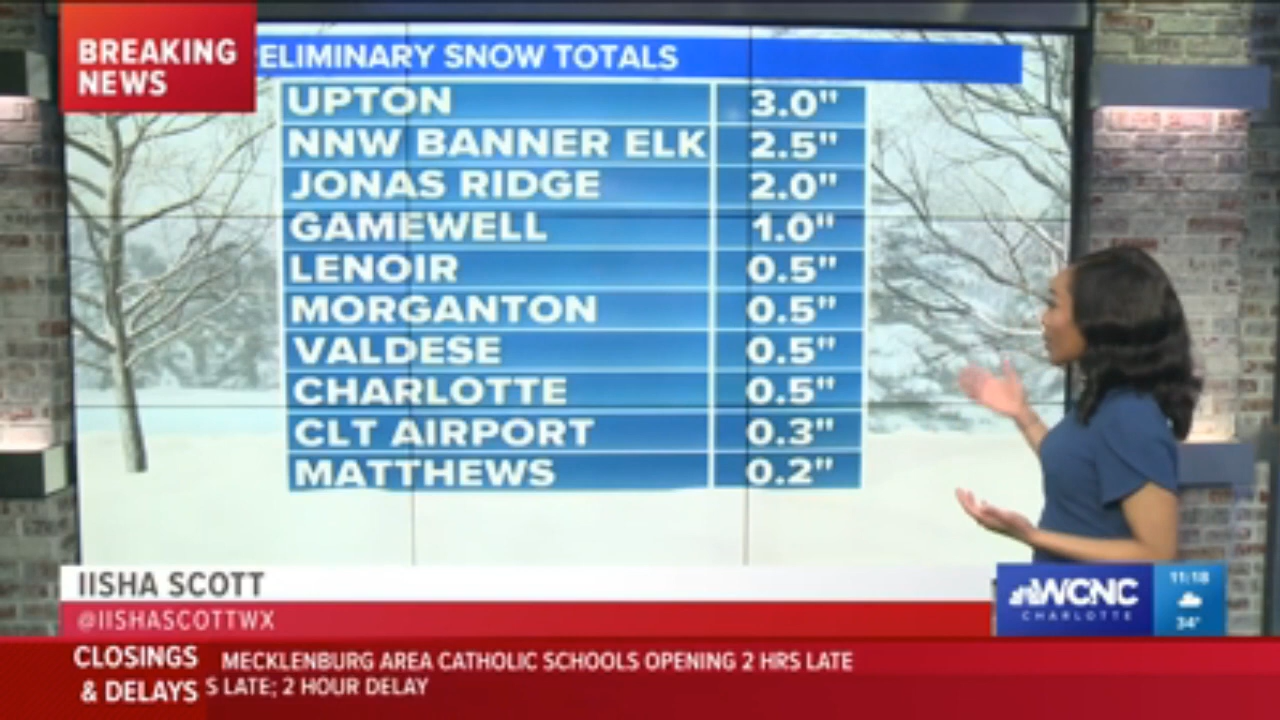 BREAKING
NEWS
ELIMINARY SNOW TOTALS
UPTON 3.0"
NNW BANNER ELK 2.5"
JONAS RIDGE 2.0"
GAMEWELL 1.0"
LENOIR 0.5"
MORGANTON 0.5"
VALDESE 0.5"
CHARLOTTE 0.5"
CLT AIRPORT 0.3"
MATTHEWS 0.2"
IISHA SCOTT
@IISHASCOTTWX
WCNC
CHARLOTTE
11:18
34°
CLOSINGS
& DELAYS
MECKLENBURG AREA CATHOLIC SCHOOLS OPENING 2 HRS LATE
S LATE; 2 HOUR DELAY